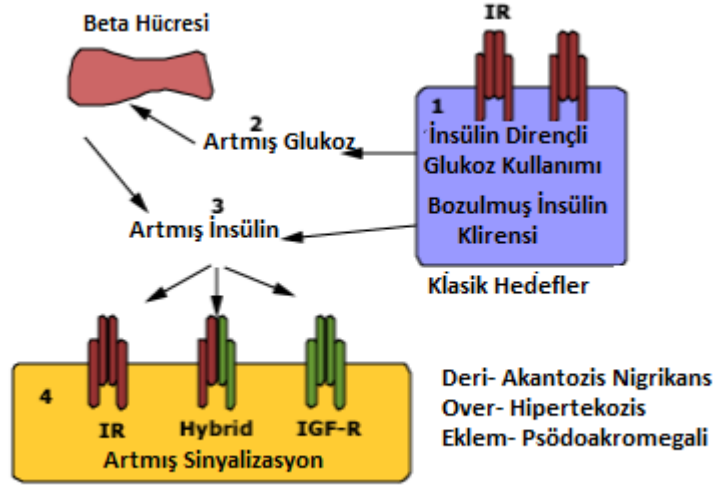 Beta Hücresi
IR
1
İnsülin Dirençli
Glukoz Kullanımı
Bozulmuş İnsülin
Klirensi
Klasik Hedefler
2
Artmış Glukoz
3
Artmış İnsülin
4
IR Hybrid IGF-R
Artmış Sinyalizasyon
Deri- Akantozis Nigrikans
Over- Hipertekozis
Eklem- Psödoakromegali